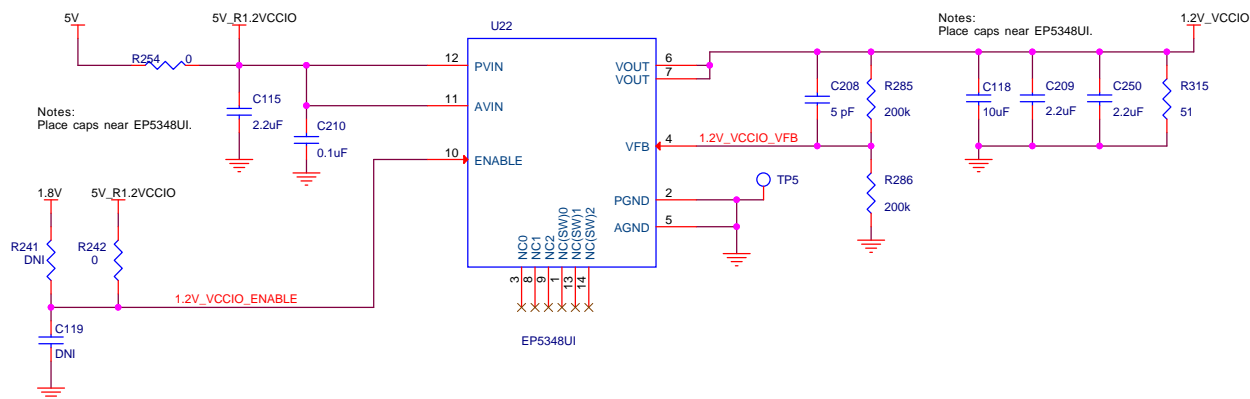 5V
5V_R1.2VCCIO
R254
0
Notes:
Place caps near EP5348UI.
C115
2.2uF
C210
0.1uF
U22
12
PVIN
11
AVIN
10
ENABLE
VOUT
6
VOUT
7
VFB
4
1.2V_VCCIO_VFB
PGND
2
AGND
5
TP5
NC0
NC1
NC2
NC(SW)0
NC(SW)1
NC(SW)2
3
8
9
1
13
14
EP5348UI
Notes:
Place caps near EP5348UI.
1.2V_VCCIO
C208
5 pF
R285
200k
R286
200k
C118
10uF
C209
2.2uF
C250
2.2uF
R315
51
1.8V
5V_R1.2VCCIO
R241
DNI
R242
0
1.2V_VCCIO_ENABLE
C119
DNI